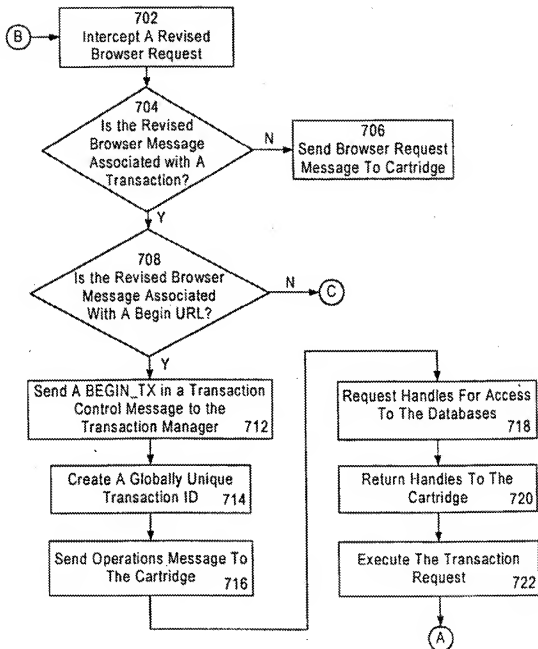 702
B
Intercept A Revised
Browser Request
704
Is the Revised
Browser Message
Associated with A
Transaction?
N
706
Send Browser Request
Message To Cartridge
Y
708
Is the Revised Browser
Message Associated
With A Begin URL?
N
C
Y
Send A BEGIN_TX in a Transaction
Control Message to the
Transaction Manager 712
Create A Globally Unique
Transaction ID 714
Send Operations Message To
The Cartridge
716
Request Handles For Access
To The Databases
718
Return Handles To The
Cartridge 720
Execute The Transaction
Request 722
A